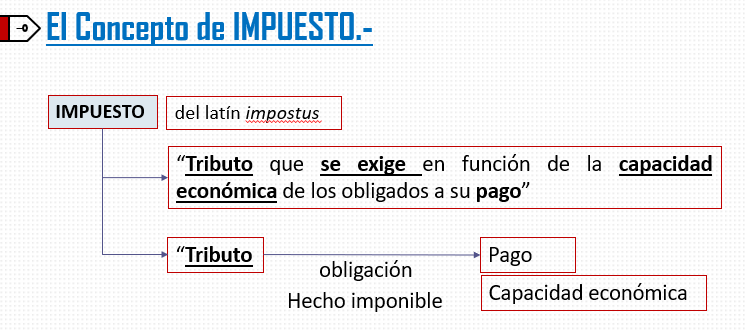 El Concepto de IMPUESTO.-
IMPUESTO
del latín impostus
“Tributo que se exige en función de la capacidad
económica de los obligados a su pago”
“Tributo
obligación
Hecho imponible
Pago
Capacidad económica